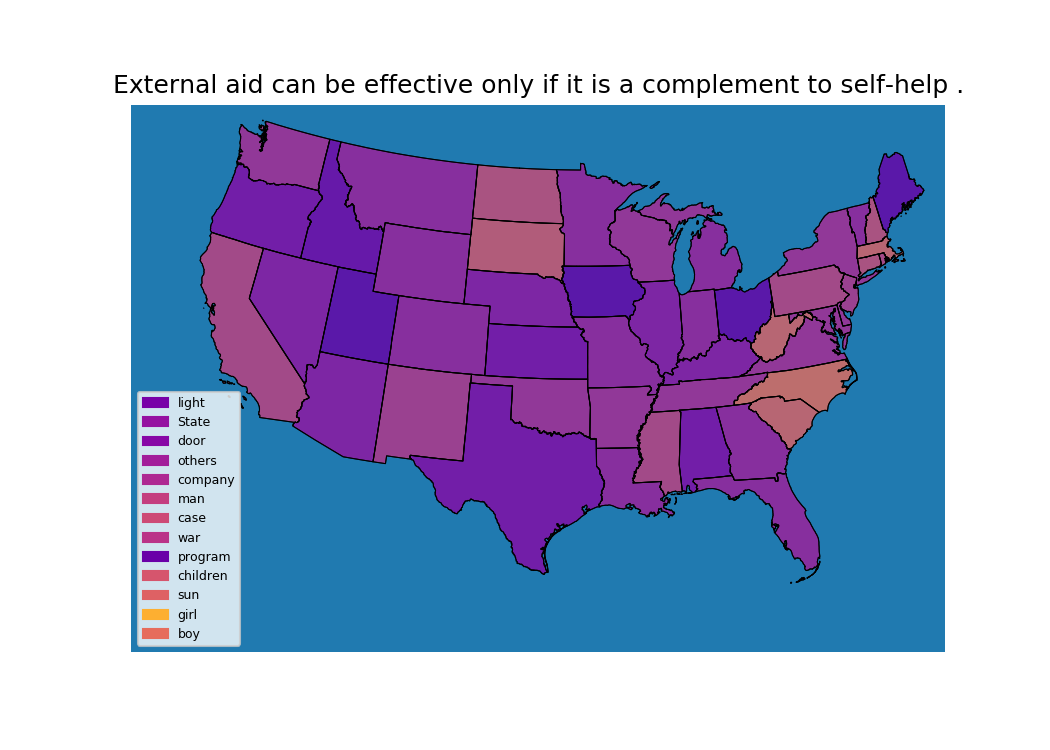 External aid can be effective only if it is a complement to self-help .
light
State
door
others
company
man
case
war
program
children
sun
girl
boy